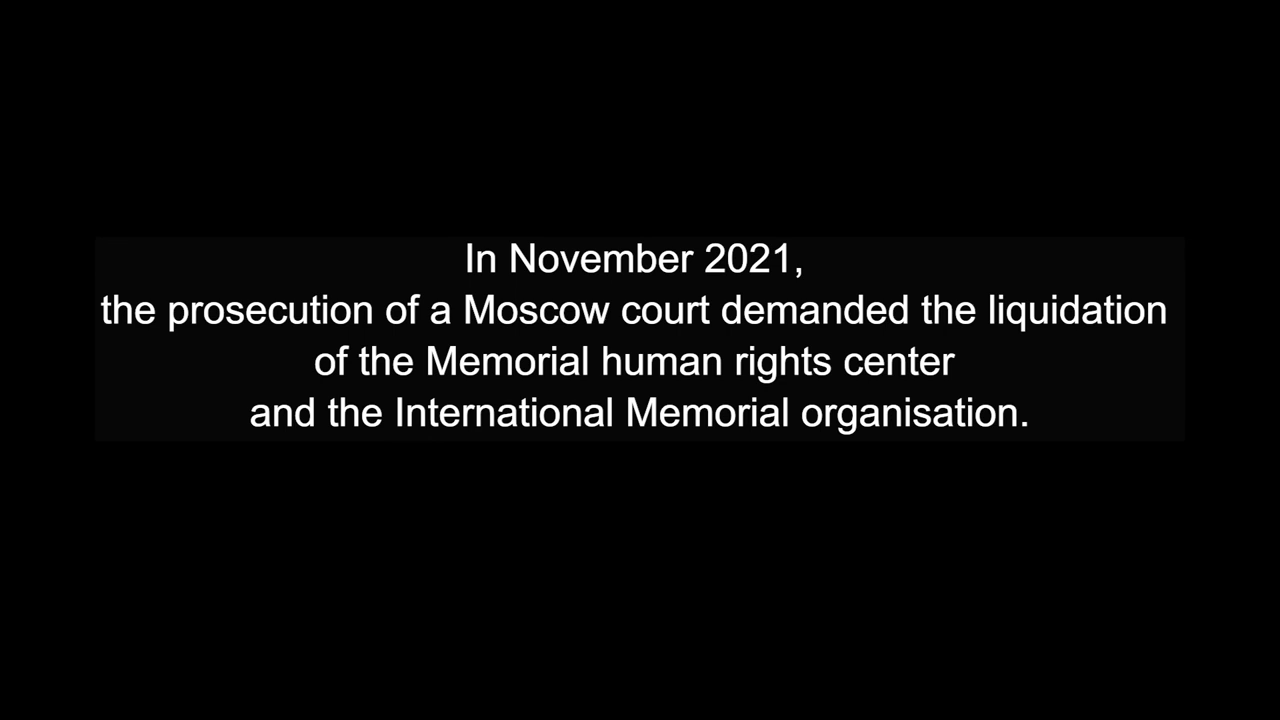 In November 2021,
the prosecution of a Moscow court demanded the liquidation
of the Memorial human rights center
and the International Memorial organisation.